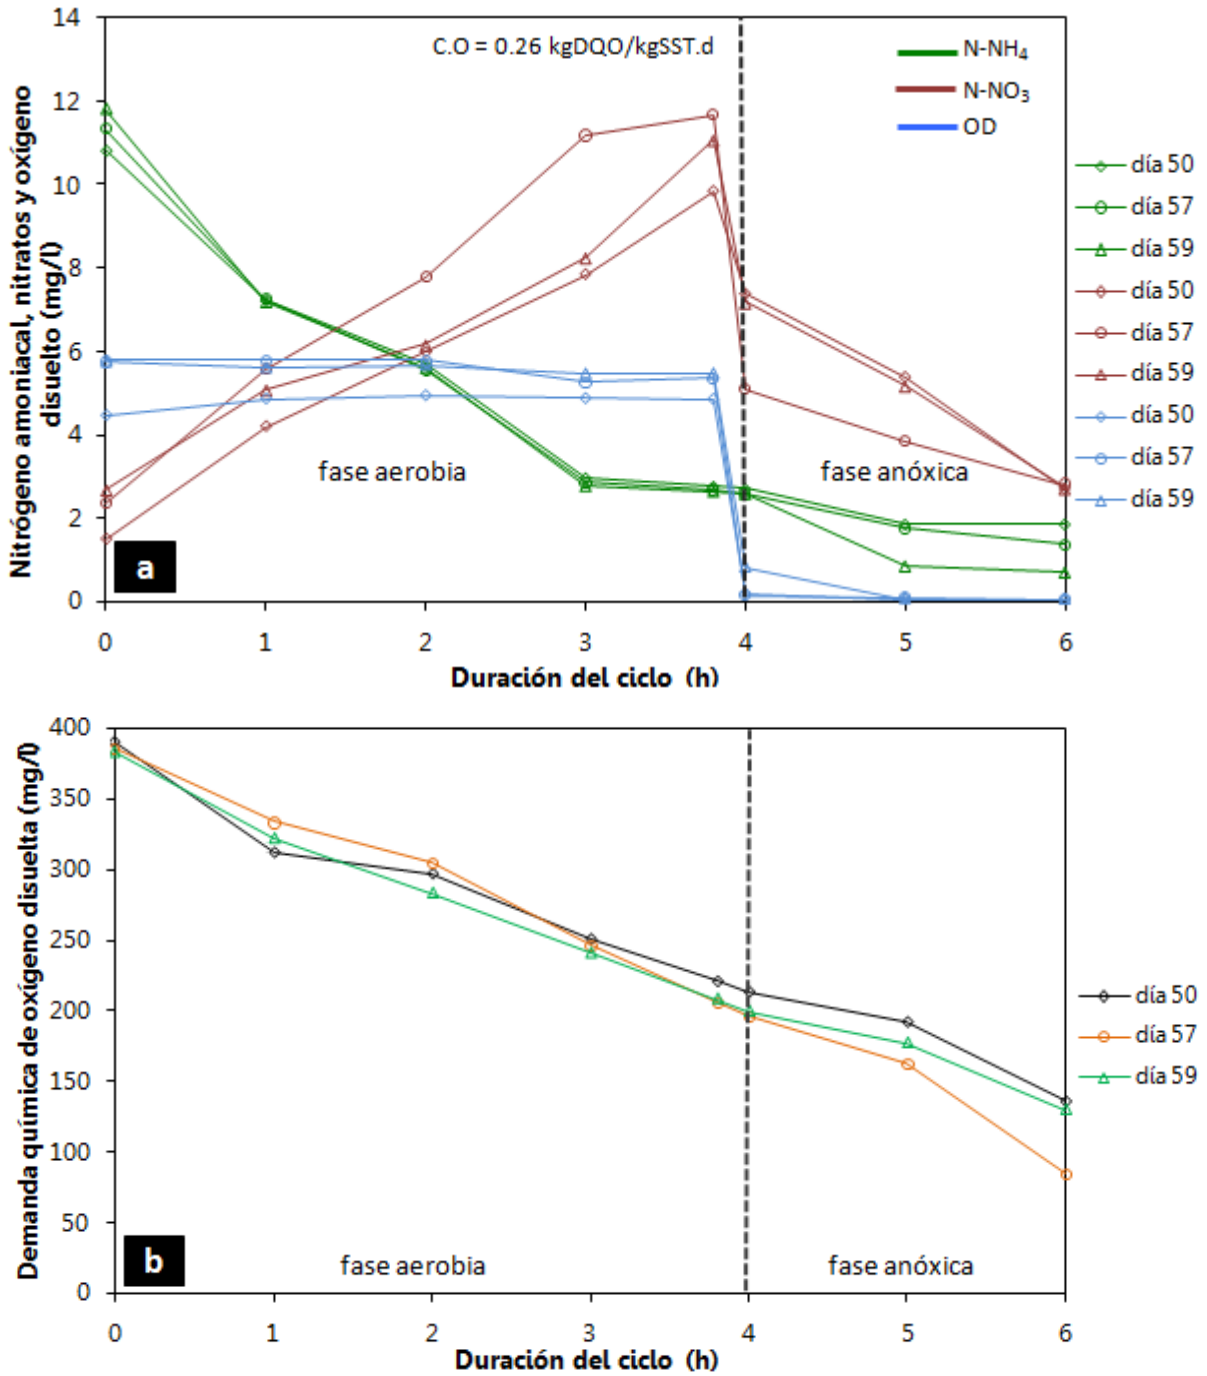 14
12
10
8
6
4
2
0
Nitrógeno amoniacal, nitratos y oxígeno
disuelto (mg/l)
C.O = 0.26 kgDQO/kgSST.d
N-NH4
N-NO3
OD
fase aerobia
fase anóxica
a
0 1 2 3 4 5 6
Duración del ciclo (h)
día 50
día 57
día 59
día 50
día 57
día 59
día 50
día 57
día 59
400
350
300
250
200
150
100
50
0
Demanda química de oxígeno disuelta (mg/l)
fase aerobia
fase anóxica
b
0 1 2 3 4 5 6
Duración del ciclo (h)
día 50
día 57
día 59